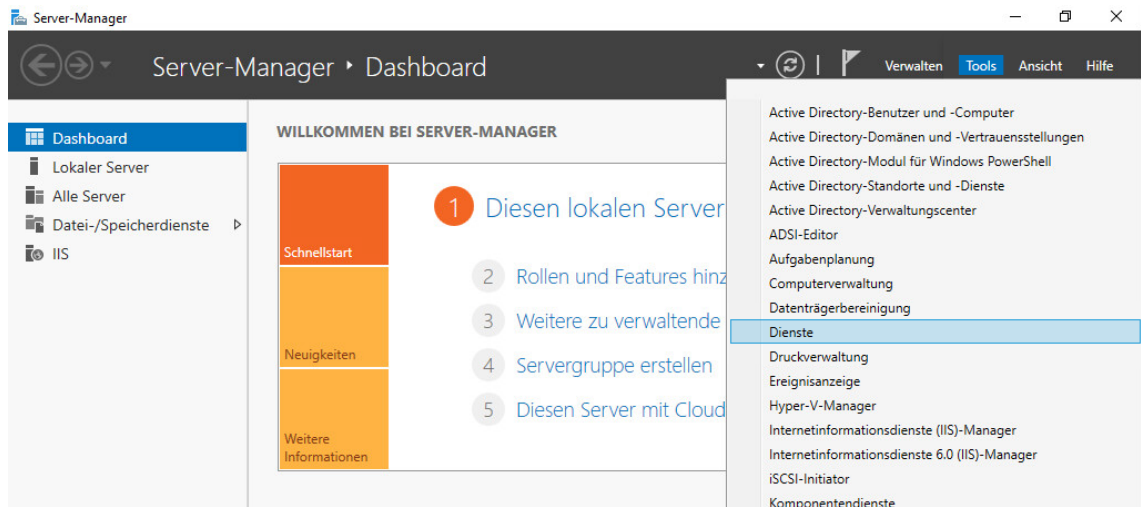 Server-Manager
Server-Manager • Dashboard
Verwalten Tools Ansicht Hilfe
Dashboard
Lokaler Server
Alle Server
Datei-/Speicherdienste
IIS
WILLKOMMEN BEI SERVER-MANAGER
Schnellstart
Neuigkeiten
Weitere
Informationen
1 Diesen lokalen Server
2 Rollen und Features hinz
3 Weitere zu verwaltende
4 Servergruppe erstellen
5 Diesen Server mit Cloud
Active Directory-Benutzer und -Computer
Active Directory-Domänen und -Vertrauensstellungen
Active Directory-Modul für Windows PowerShell
Active Directory-Standorte und -Dienste
Active Directory-Verwaltungscenter
ADSI-Editor
Aufgabenplanung
Computerverwaltung
Datenträgerbereinigung
Dienste
Druckverwaltung
Ereignisanzeige
Hyper-V-Manager
Internetinformationsdienste (IIS)-Manager
Internetinformationsdienste 6.0 (IIS)-Manager
iSCSI-Initiator
Komponentendienste